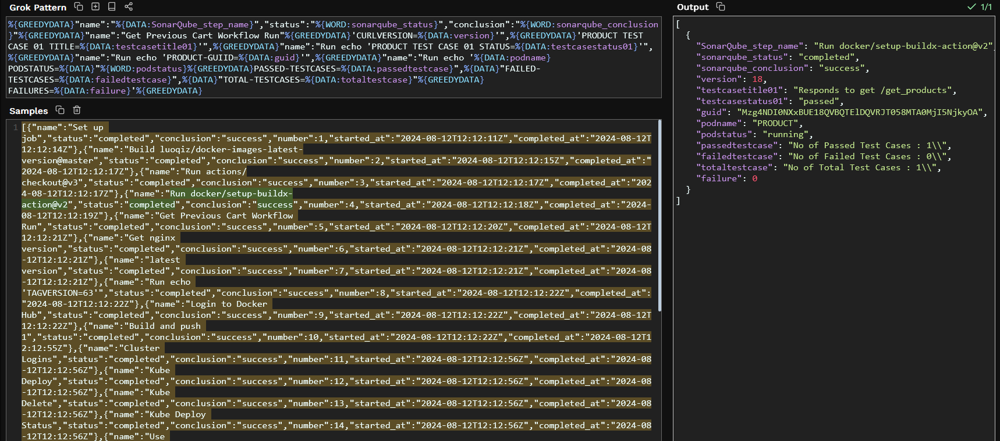 Grok Pattern
%{GREEDYDATA}"name":"%{DATA:SonarQube_step_name}","status":"%{WORD:sonarqube_status}","conclusion":"%{WORD:sonarqube_conclusion
}"%{GREEDYDATA}"name":"Get Previous Cart Workflow Run"%{GREEDYDATA}'CURLVERSION=%{DATA:version}'",%{GREEDYDATA}'PRODUCT TEST
CASE 01 TITLE=%{DATA:testcasetitle01}'",%{GREEDYDATA}"name":"Run echo 'PRODUCT TEST CASE 01 STATUS=%{DATA:testcasestatus01}'",
%{GREEDYDATA}"name":"Run echo 'PRODUCT-GUIID=%{DATA:guid}'",%{GREEDYDATA}"name":"Run echo '%{DATA:podname}
PODSTATUS=%{DATA}"%{WORD:podstatus}%{GREEDYDATA}PASSED-TESTCASES=%{DATA:passedtestcase}",%{DATA}"FAILED-
TESTCASES=%{DATA:failedtestcase}",%{DATA}"TOTAL-TESTCASES=%{DATA:totaltestcase}"%{GREEDYDATA}
FAILURES=%{DATA:failure}'%{GREEDYDATA}
Samples
1 [{"name":"Set up
job","status":"completed","conclusion":"success","number":1,"started_at":"2024-08-12T12:12:11Z","completed_at":"2024-08-12T
12:12:14Z"},{"name":"Build luoqiz/docker-images-latest-
version@master","status":"completed","conclusion":"success","number":2,"started_at":"2024-08-12T12:12:15Z","completed_at":"
2024-08-12T12:12:17Z"},{"name":"Run actions/
checkout@v3","status":"completed","conclusion":"success","number":3,"started_at":"2024-08-12T12:12:17Z","completed_at":"202
4-08-12T12:12:17Z"},{"name":"Run docker/setup-buildx-
action@v2","status":"completed","conclusion":"success","number":4,"started_at":"2024-08-12T12:12:18Z","completed_at":"2024-
08-12T12:12:19Z"},{"name":"Get Previous Cart Workflow
Run","status":"completed","conclusion":"success","number":5,"started_at":"2024-08-12T12:12:20Z","completed_at":"2024-08-12T
12:12:21Z"},{"name":"Get nginx
version","status":"completed","conclusion":"success","number":6,"started_at":"2024-08-12T12:12:21Z","completed_at":"2024-08
-12T12:12:21Z"},{"name":"latest
version","status":"completed","conclusion":"success","number":7,"started_at":"2024-08-12T12:12:21Z","completed_at":"2024-08
-12T12:12:21Z"},{"name":"Run echo
'TAGVERSION=63'","status":"completed","conclusion":"success","number":8,"started_at":"2024-08-12T12:12:22Z","completed_at":
"2024-08-12T12:12:22Z"},{"name":"Login to Docker
Hub","status":"completed","conclusion":"success","number":9,"started_at":"2024-08-12T12:12:22Z","completed_at":"2024-08-12T
12:12:22Z"},{"name":"Build and push
1","status":"completed","conclusion":"success","number":10,"started_at":"2024-08-12T12:12:22Z","completed_at":"2024-08-12T1
2:12:55Z"},{"name":"Cluster
Logins","status":"completed","conclusion":"success","number":11,"started_at":"2024-08-12T12:12:56Z","completed_at":"2024-08
-12T12:12:56Z"},{"name":"Kube
Deploy","status":"completed","conclusion":"success","number":12,"started_at":"2024-08-12T12:12:56Z","completed_at":"2024-08
-12T12:12:56Z"},{"name":"Kube
Delete","status":"completed","conclusion":"success","number":13,"started_at":"2024-08-12T12:12:56Z","completed_at":"2024-08
-12T12:12:56Z"},{"name":"Kube Deploy
Status","status":"completed","conclusion":"success","number":14,"started_at":"2024-08-12T12:12:56Z","completed_at":"2024-08
-12T12:12:56Z"},{"name":"Use
Output
1/1
[
{
"SonarQube_step_name": "Run docker/setup-buildx-action@v2",
"sonarqube_status": "completed",
"sonarqube_conclusion": "success",
"version": 18,
"testcasetitle01": "Responds to get /get_products",
"testcasestatus01": "passed",
"guid": "Mzg4NDI0NXxBUE18QVBQTElDQVRJT058MTA0MjI5NjkyOA",
"podname": "PRODUCT",
"podstatus": "running",
"passedtestcase": "No of Passed Test Cases : 1\\",
"failedtestcase": "No of Failed Test Cases : 0\\",
"totaltestcase": "No of Total Test Cases : 1\\",
"failure": 0
}
]